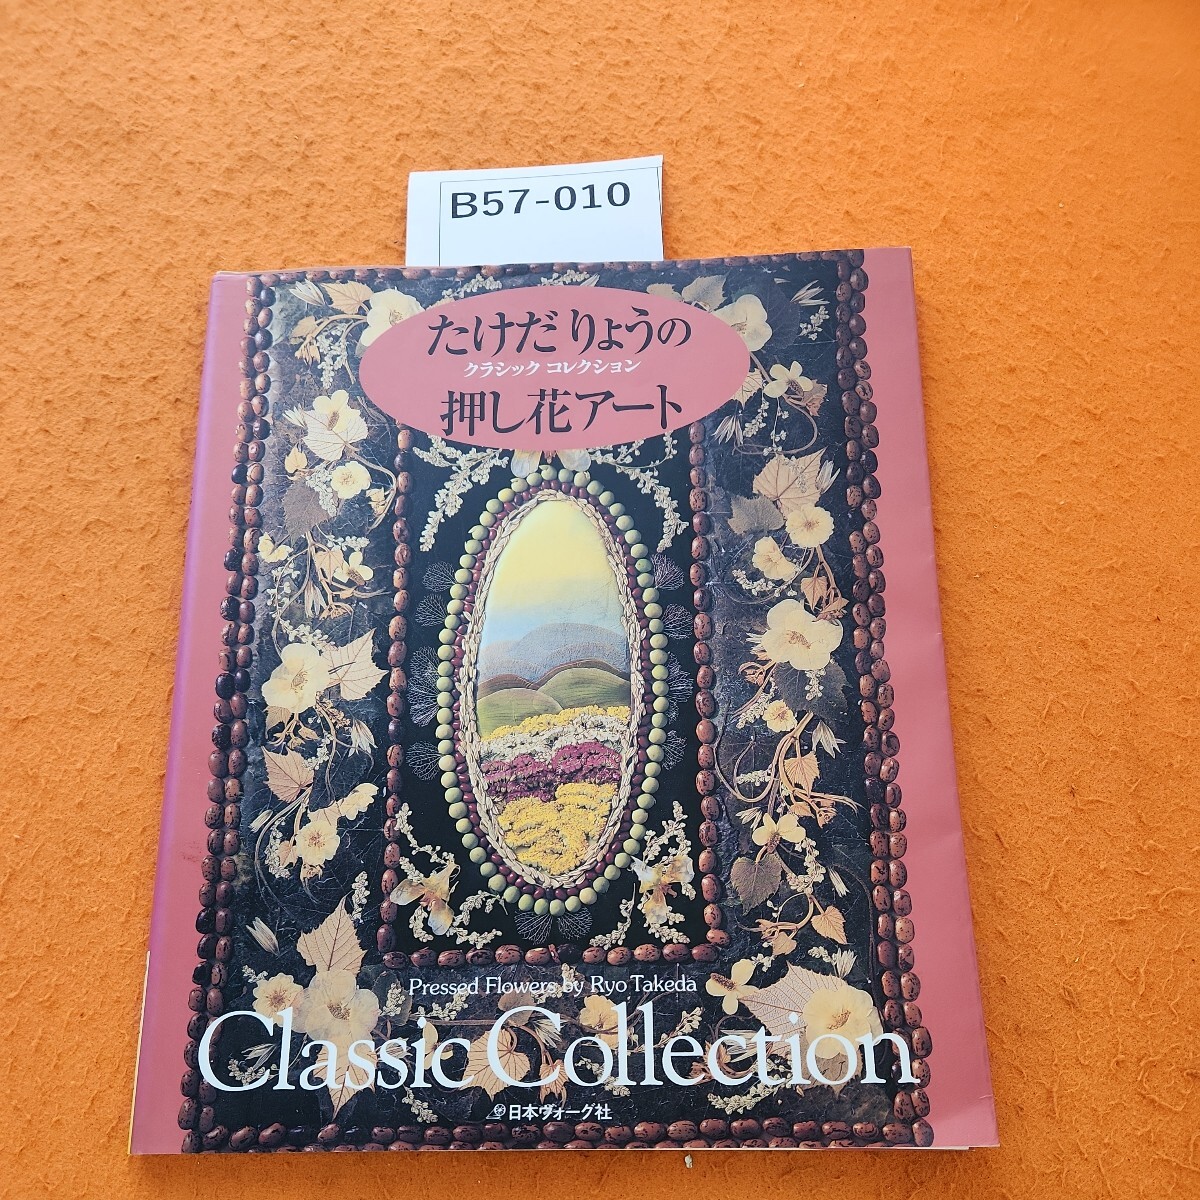 B57-010
たけだりょうの
クラシック コレクション
押し花アート
Pressed Flowers by Ryo Takeda
Classic Collection
日本ヴォーグ社